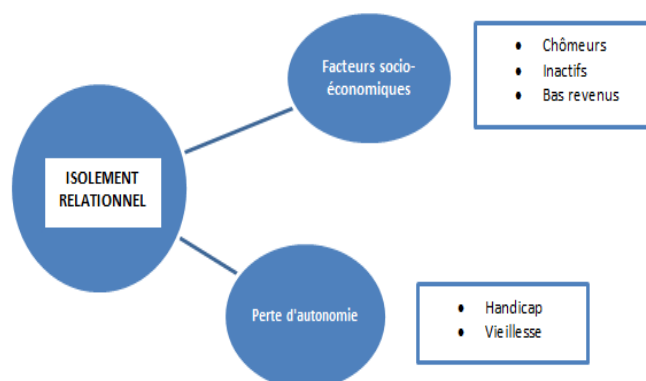 Facteurs socio-
économiques
• Chômeurs
• Inactifs
• Bas revenus
ISOLEMENT
RELATIONNEL
Perte d'autonomie
• Handicap
• Vieillesse